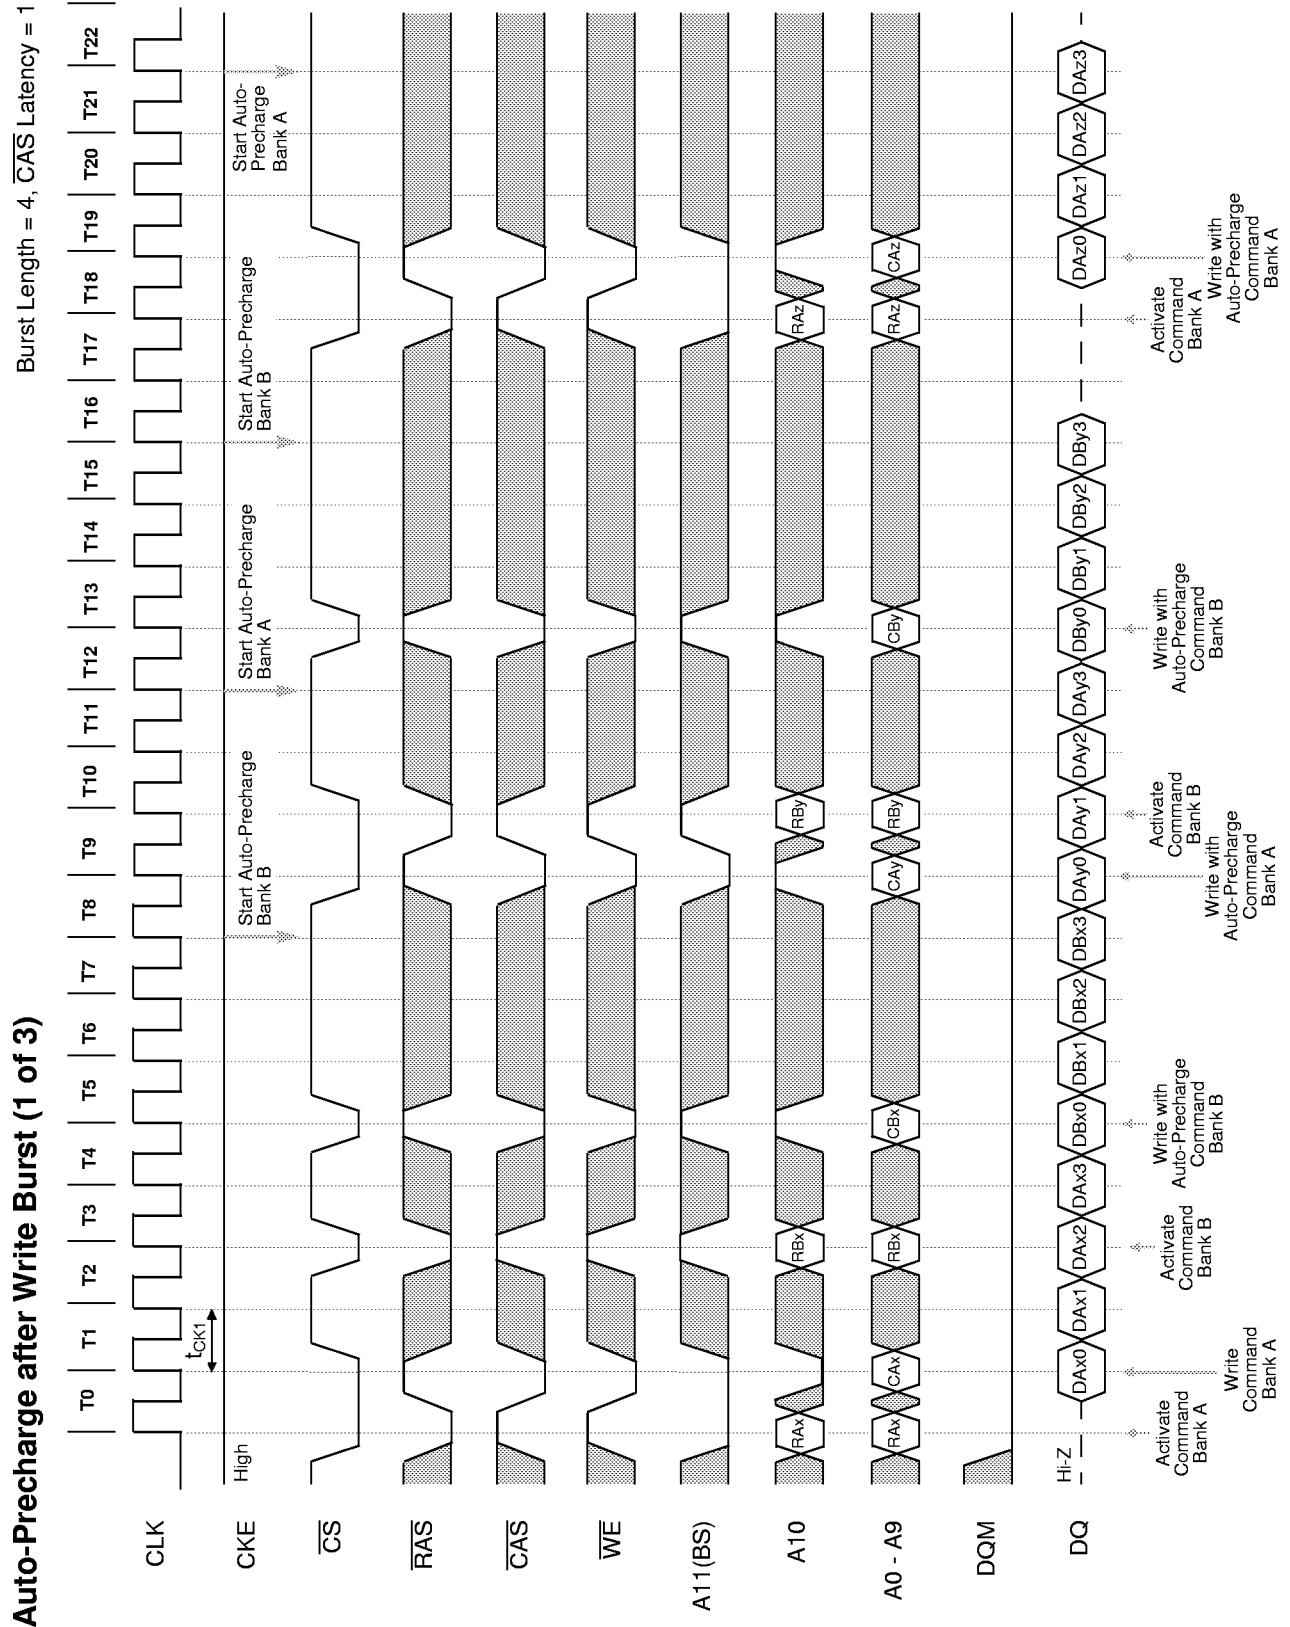 Auto-Precharge after Write Burst (1 of 3)
Burst Length = 4, CAS Latency = 1
T0 T1 T2 T3 T4 T5 T6 T7 T8 T9 T10 T11 T12 T13 T14 T15 T16 T17 T18 T19 T20 T21 T22
CLK
tCK1
CKE
High
Start Auto-Precharge
Bank B
Start Auto-Precharge
Bank A
Start Auto-Precharge
Bank B
Start Auto-
Precharge
Bank A
CS
RAS
CAS
WE
A11(BS)
A10
RAx RBx RBy RAz
A0 - A9
RAx CAx RBx CBx CAy RBy CBy RAz CAz
DQM
DQ
Hi-Z
DAx0 DAx1 DAx2 DAx3 DBx0 DBx1 DBx2 DBx3 DAy0 DAy1 DAy2 DAy3 DBy0 DBy1 DBy2 DBy3 DAz0 DAz1 DAz2 DAz3
Activate
Command
Bank A
Write
Command
Bank A
Activate
Command
Bank B
Write with
Auto-Precharge
Command
Bank B
Write with
Auto-Precharge
Command
Bank A
Activate
Command
Bank B
Write with
Auto-Precharge
Command
Bank B
Activate
Command
Bank A
Write with
Auto-Precharge
Command
Bank A